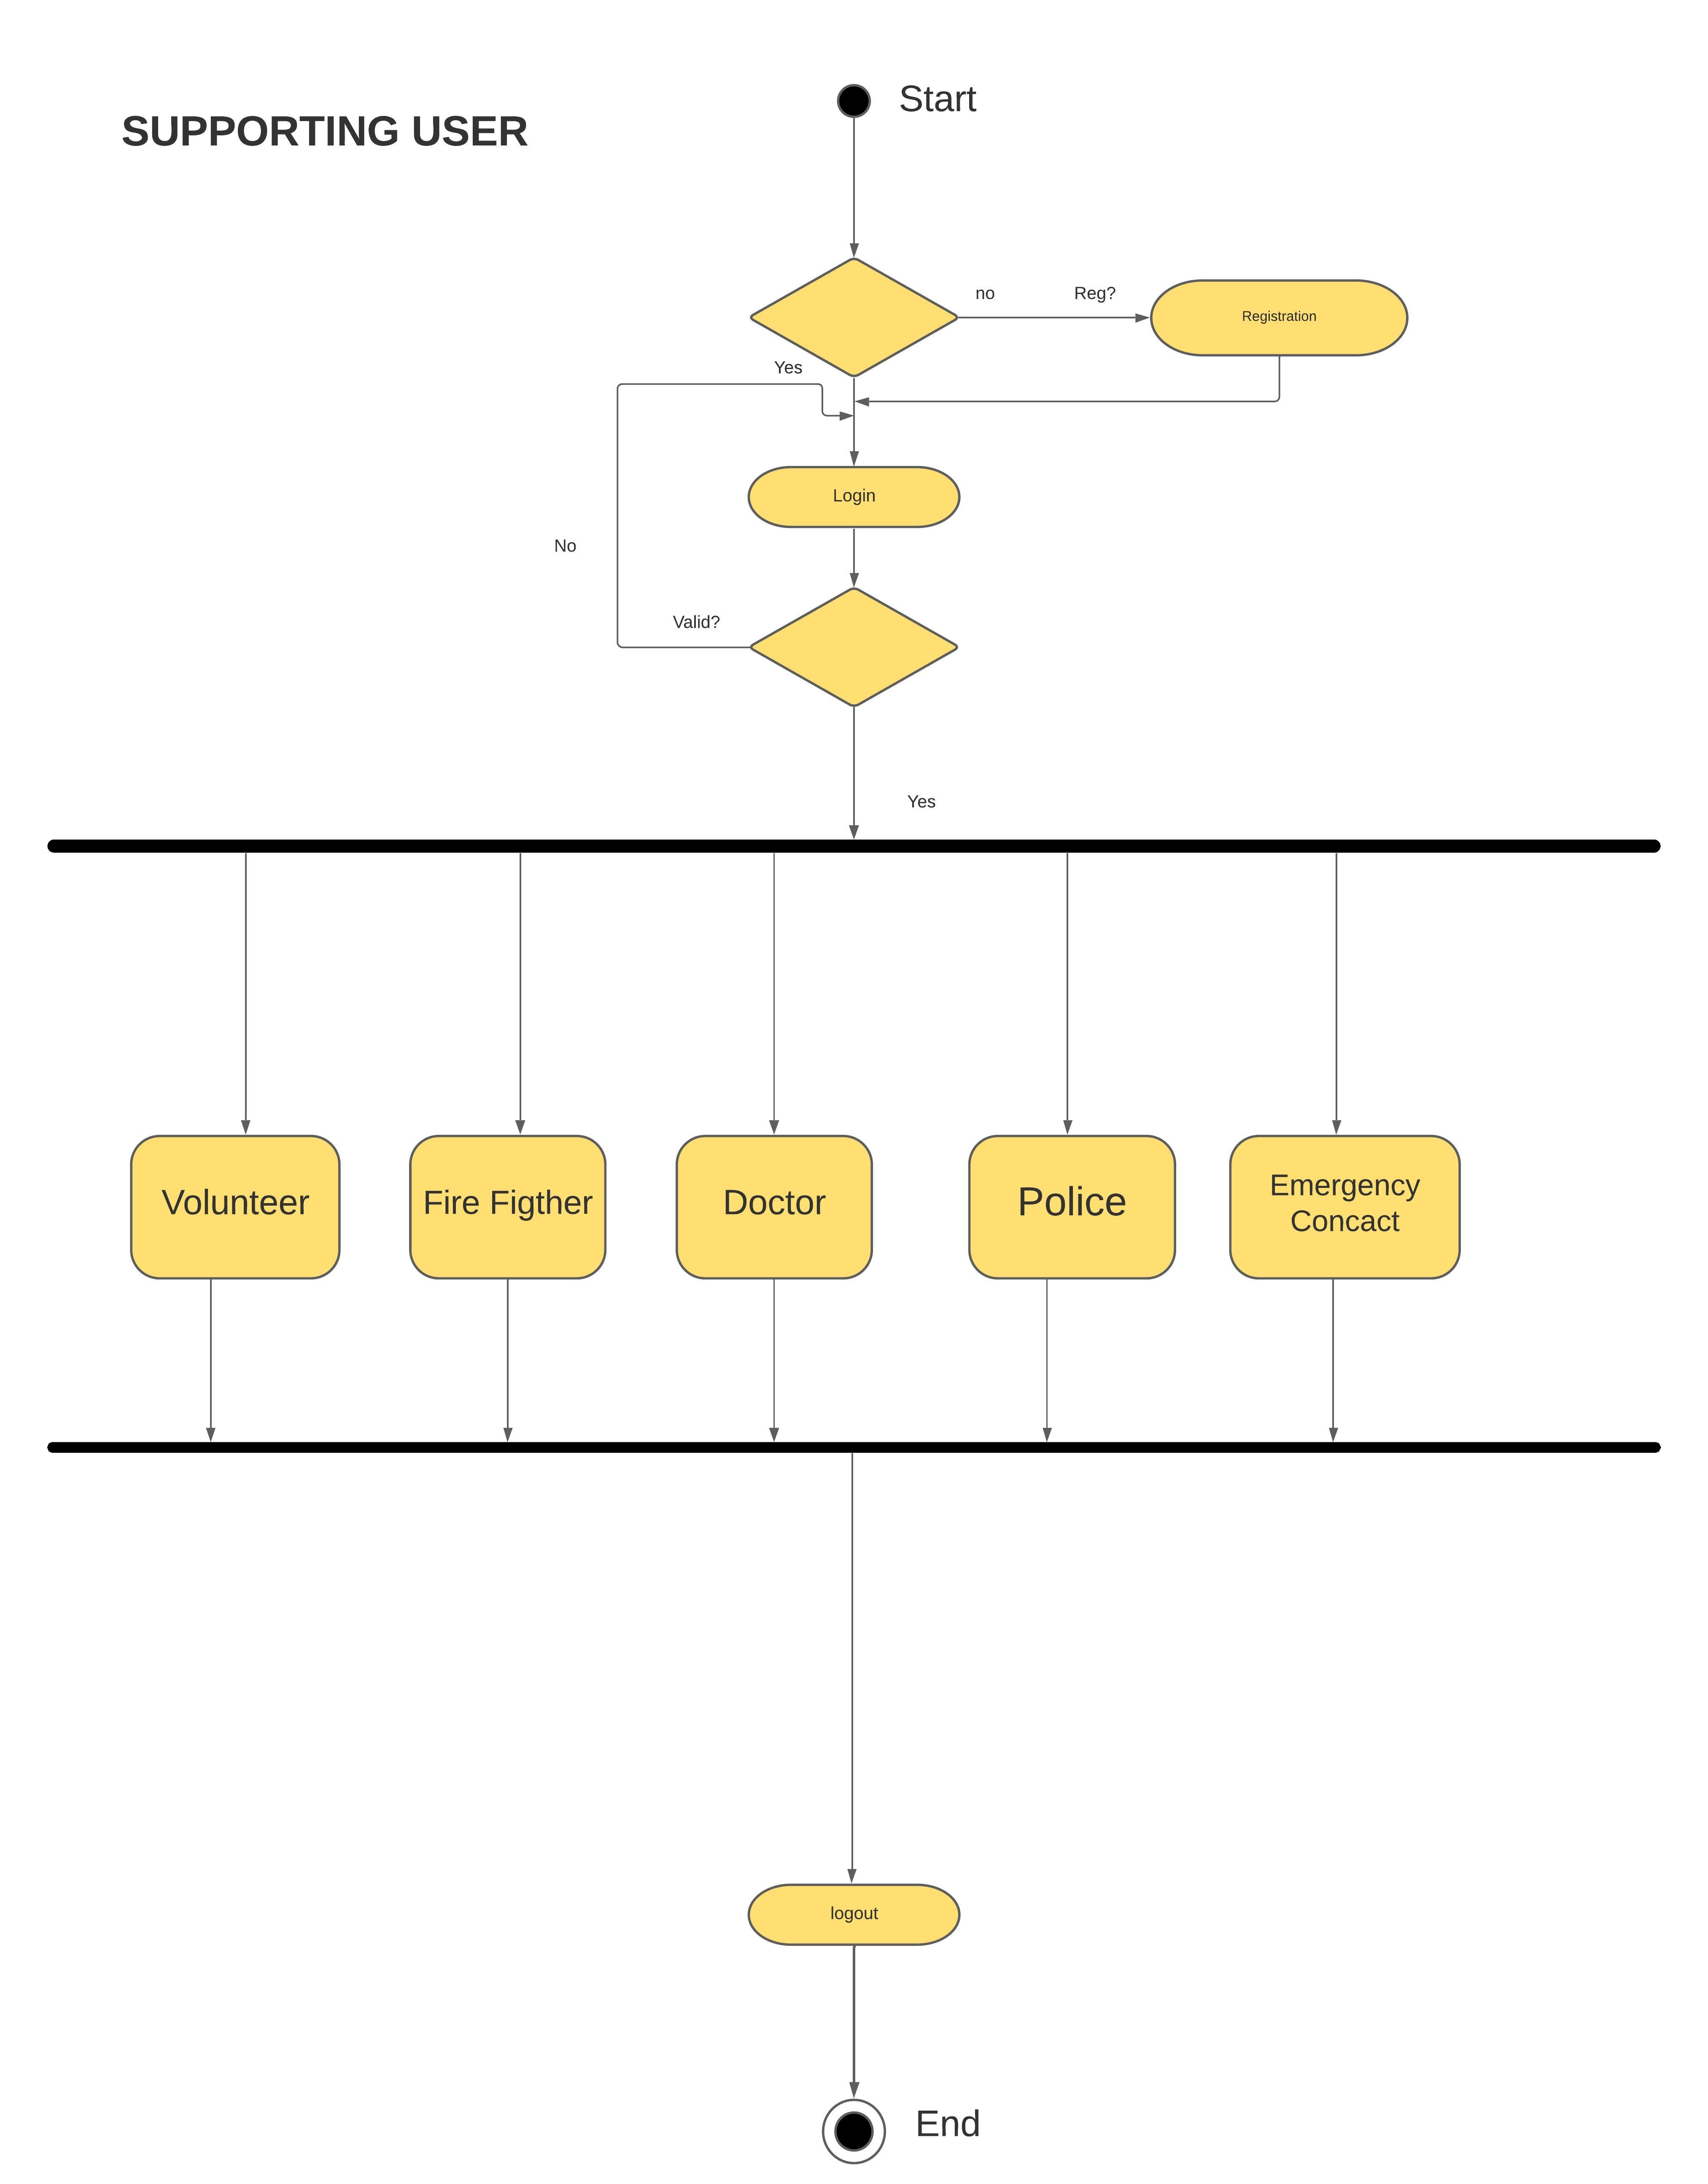 Start
SUPPORTING USER
no
Reg?
Registration
Yes
Login
No
Valid?
Yes
Volunteer
Fire Figther
Doctor
Police
Emergency
Concact
logout
End